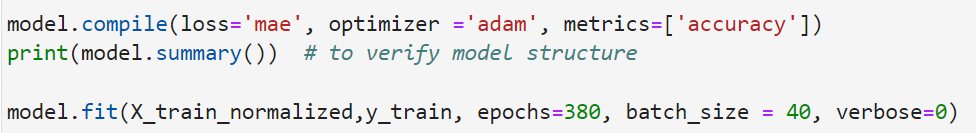 model.compile(loss='mae', optimizer ='adam', metrics=['accuracy'])
print(model.summary())  # to verify model structure
model.fit(X_train_normalized,y_train, epochs=380, batch_size = 40, verbose=0)